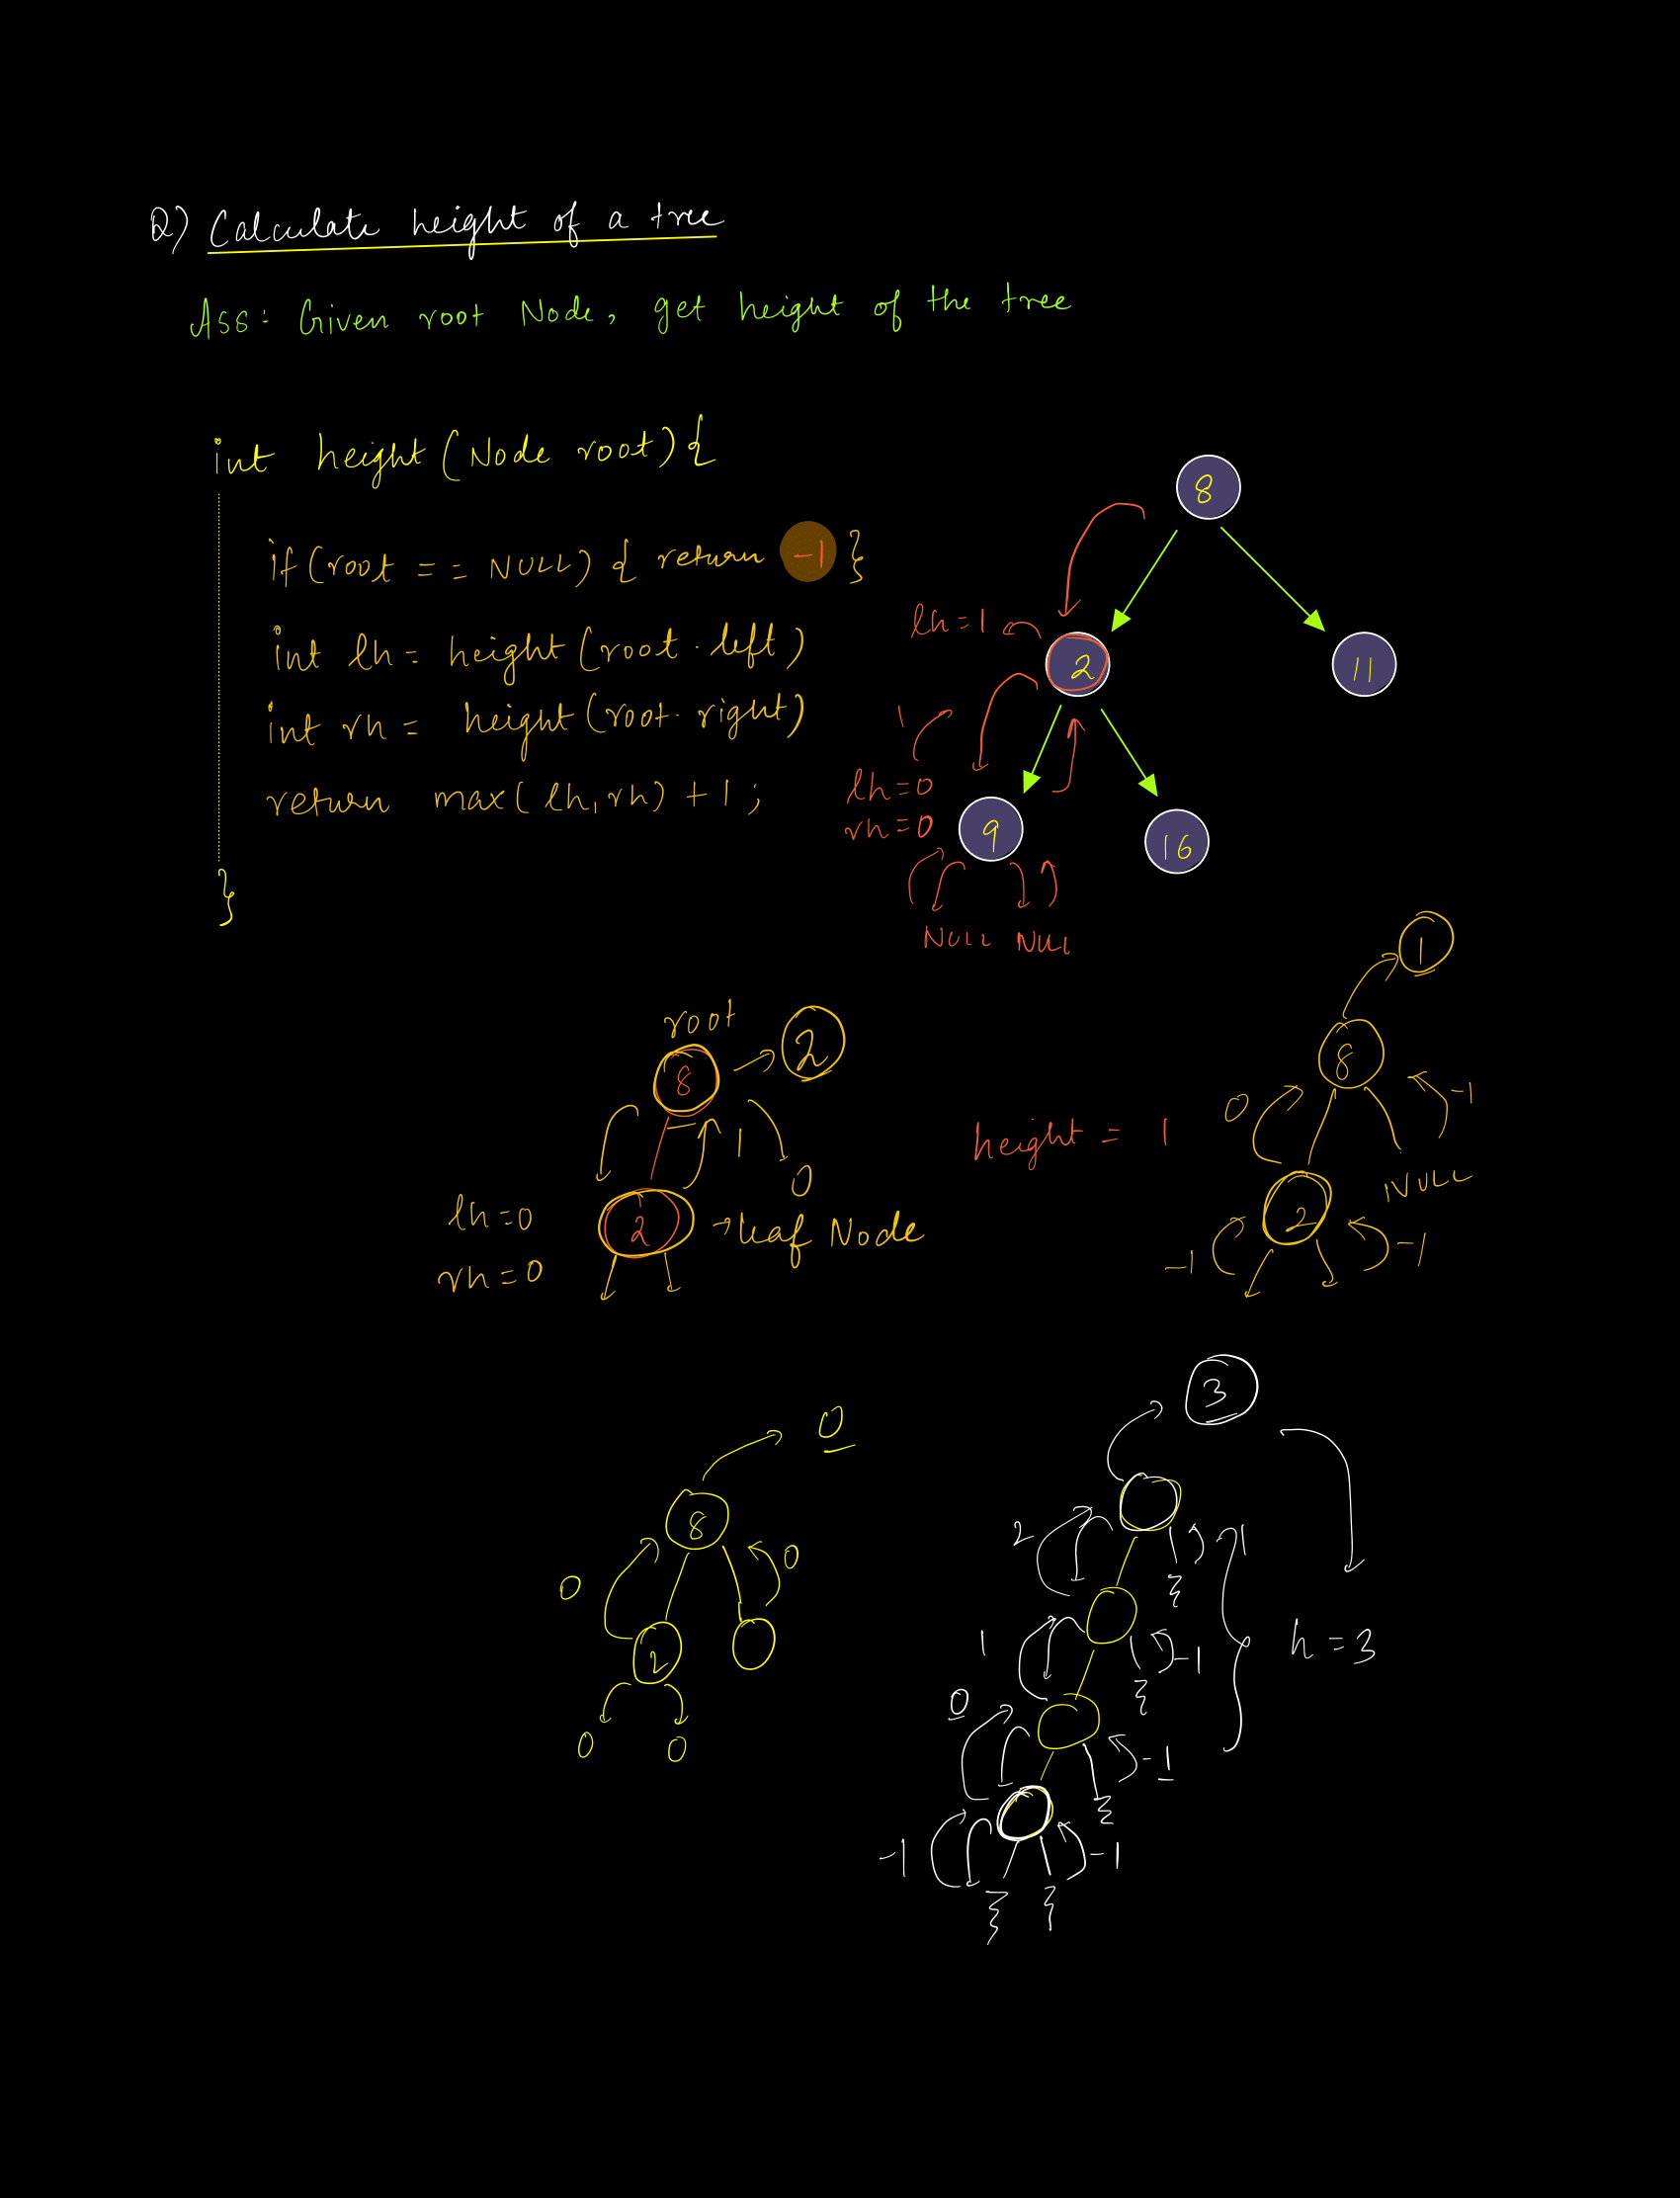 Q) Calculate height of a tree
Ass: Given root Node, get height of the tree
int height(Node root){
if(root == NULL) { return -1 }
int lh = height(root.left)
int rh = height(root.right)
return max(lh, rh) + 1;
}
8
lh=1
2
11
1
lh=0
rh=0
9
16
NULL NULL
root
8
2
1
0
lh=0
rh=0
2
→ leaf Node
height = 1
1
8
0
-1
2
NULL
-1
-1
0
8
0
0
2
0
0
3
2
-1
1
-1
h=3
0
-1
-1
-1